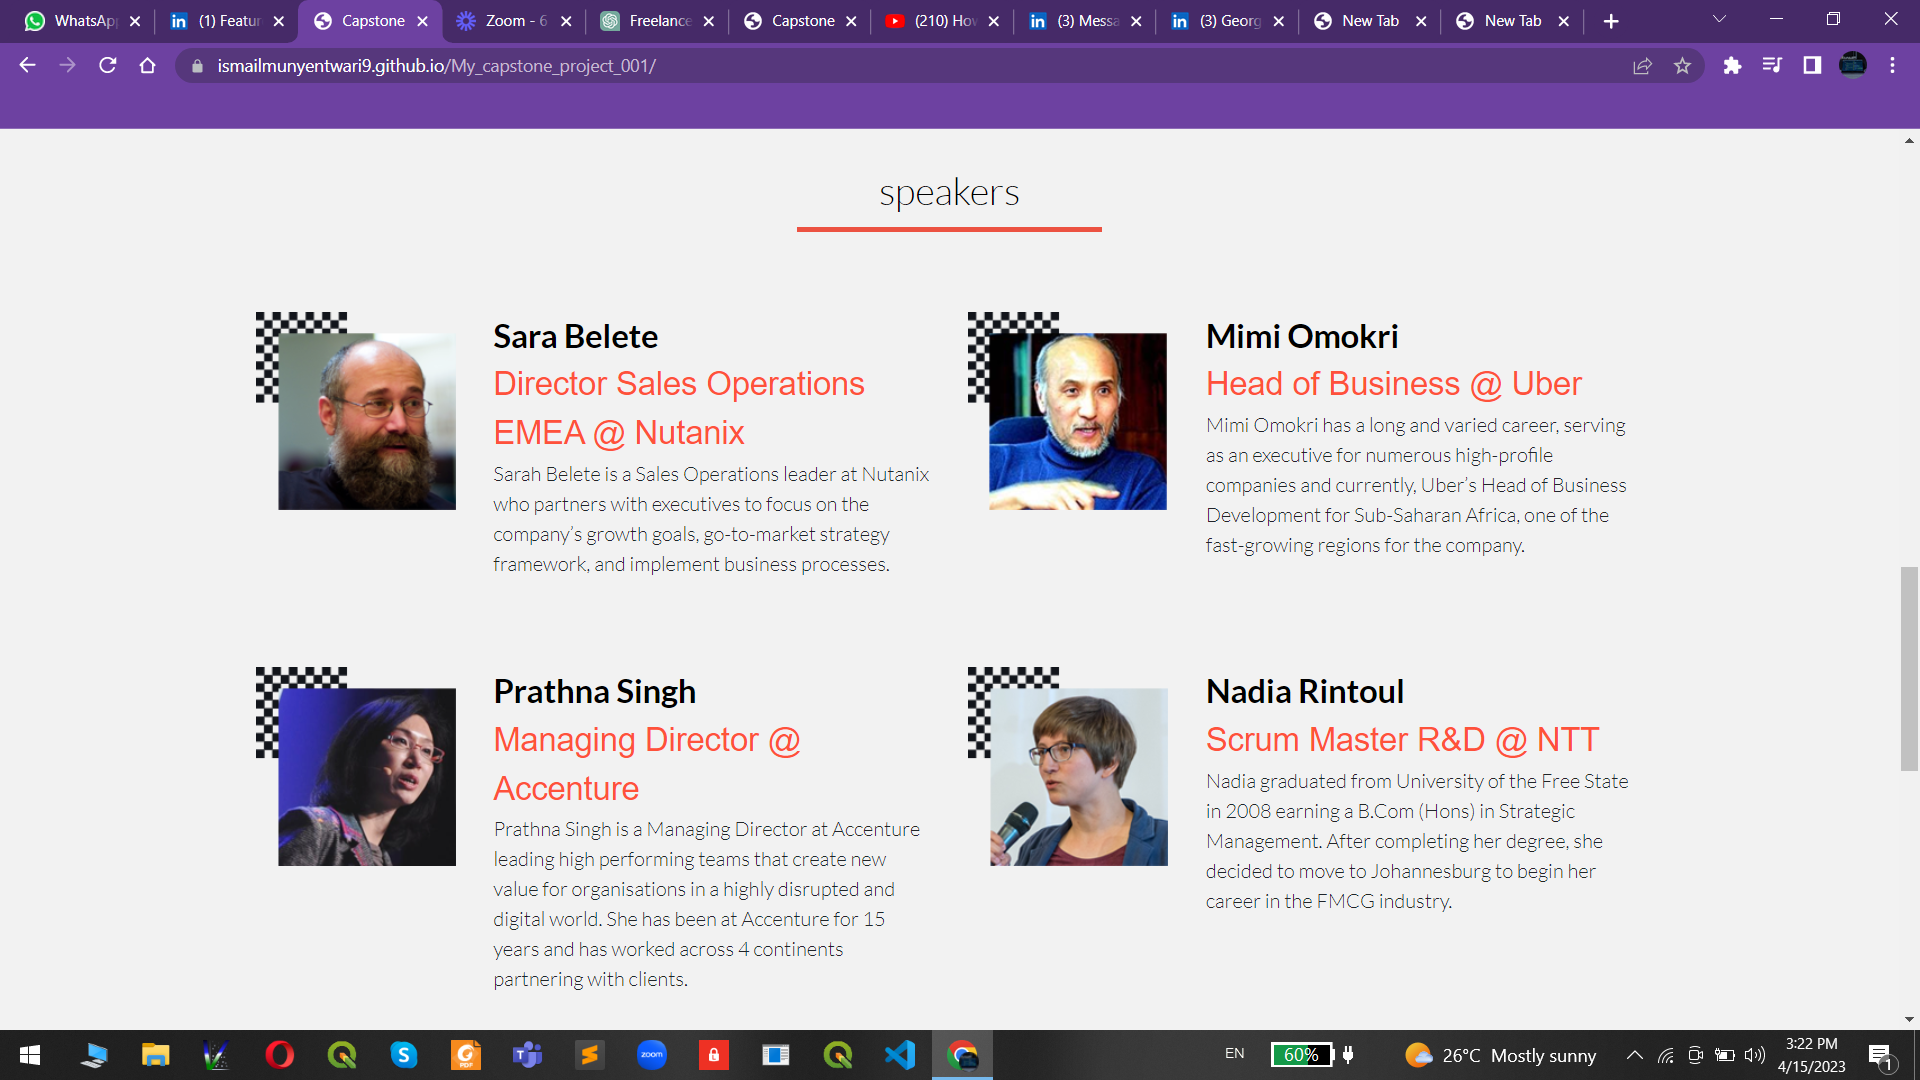 WhatsApp
(1) Featur
Capstone
Zoom - 6
Freelance
Capstone
(210) How
(3) Messa
(3) Georg
New Tab
New Tab
ismailmunyentwari9.github.io/My_capstone_project_001/
speakers
Sara Belete
Director Sales Operations
EMEA @ Nutanix
Sarah Belete is a Sales Operations leader at Nutanix
who partners with executives to focus on the
company’s growth goals, go-to-market strategy
framework, and implement business processes.
Mimi Omokri
Head of Business @ Uber
Mimi Omokri has a long and varied career, serving
as an executive for numerous high-profile
companies and currently, Uber’s Head of Business
Development for Sub-Saharan Africa, one of the
fast-growing regions for the company.
Prathna Singh
Managing Director @
Accenture
Prathna Singh is a Managing Director at Accenture
leading high performing teams that create new
value for organisations in a highly disrupted and
digital world. She has been at Accenture for 15
years and has worked across 4 continents
partnering with clients.
Nadia Rintoul
Scrum Master R&D @ NTT
Nadia graduated from University of the Free State
in 2008 earning a B.Com (Hons) in Strategic
Management. After completing her degree, she
decided to move to Johannesburg to begin her
career in the FMCG industry.
zoom
EN
60%
26°C Mostly sunny
3:22 PM
4/15/2023
1